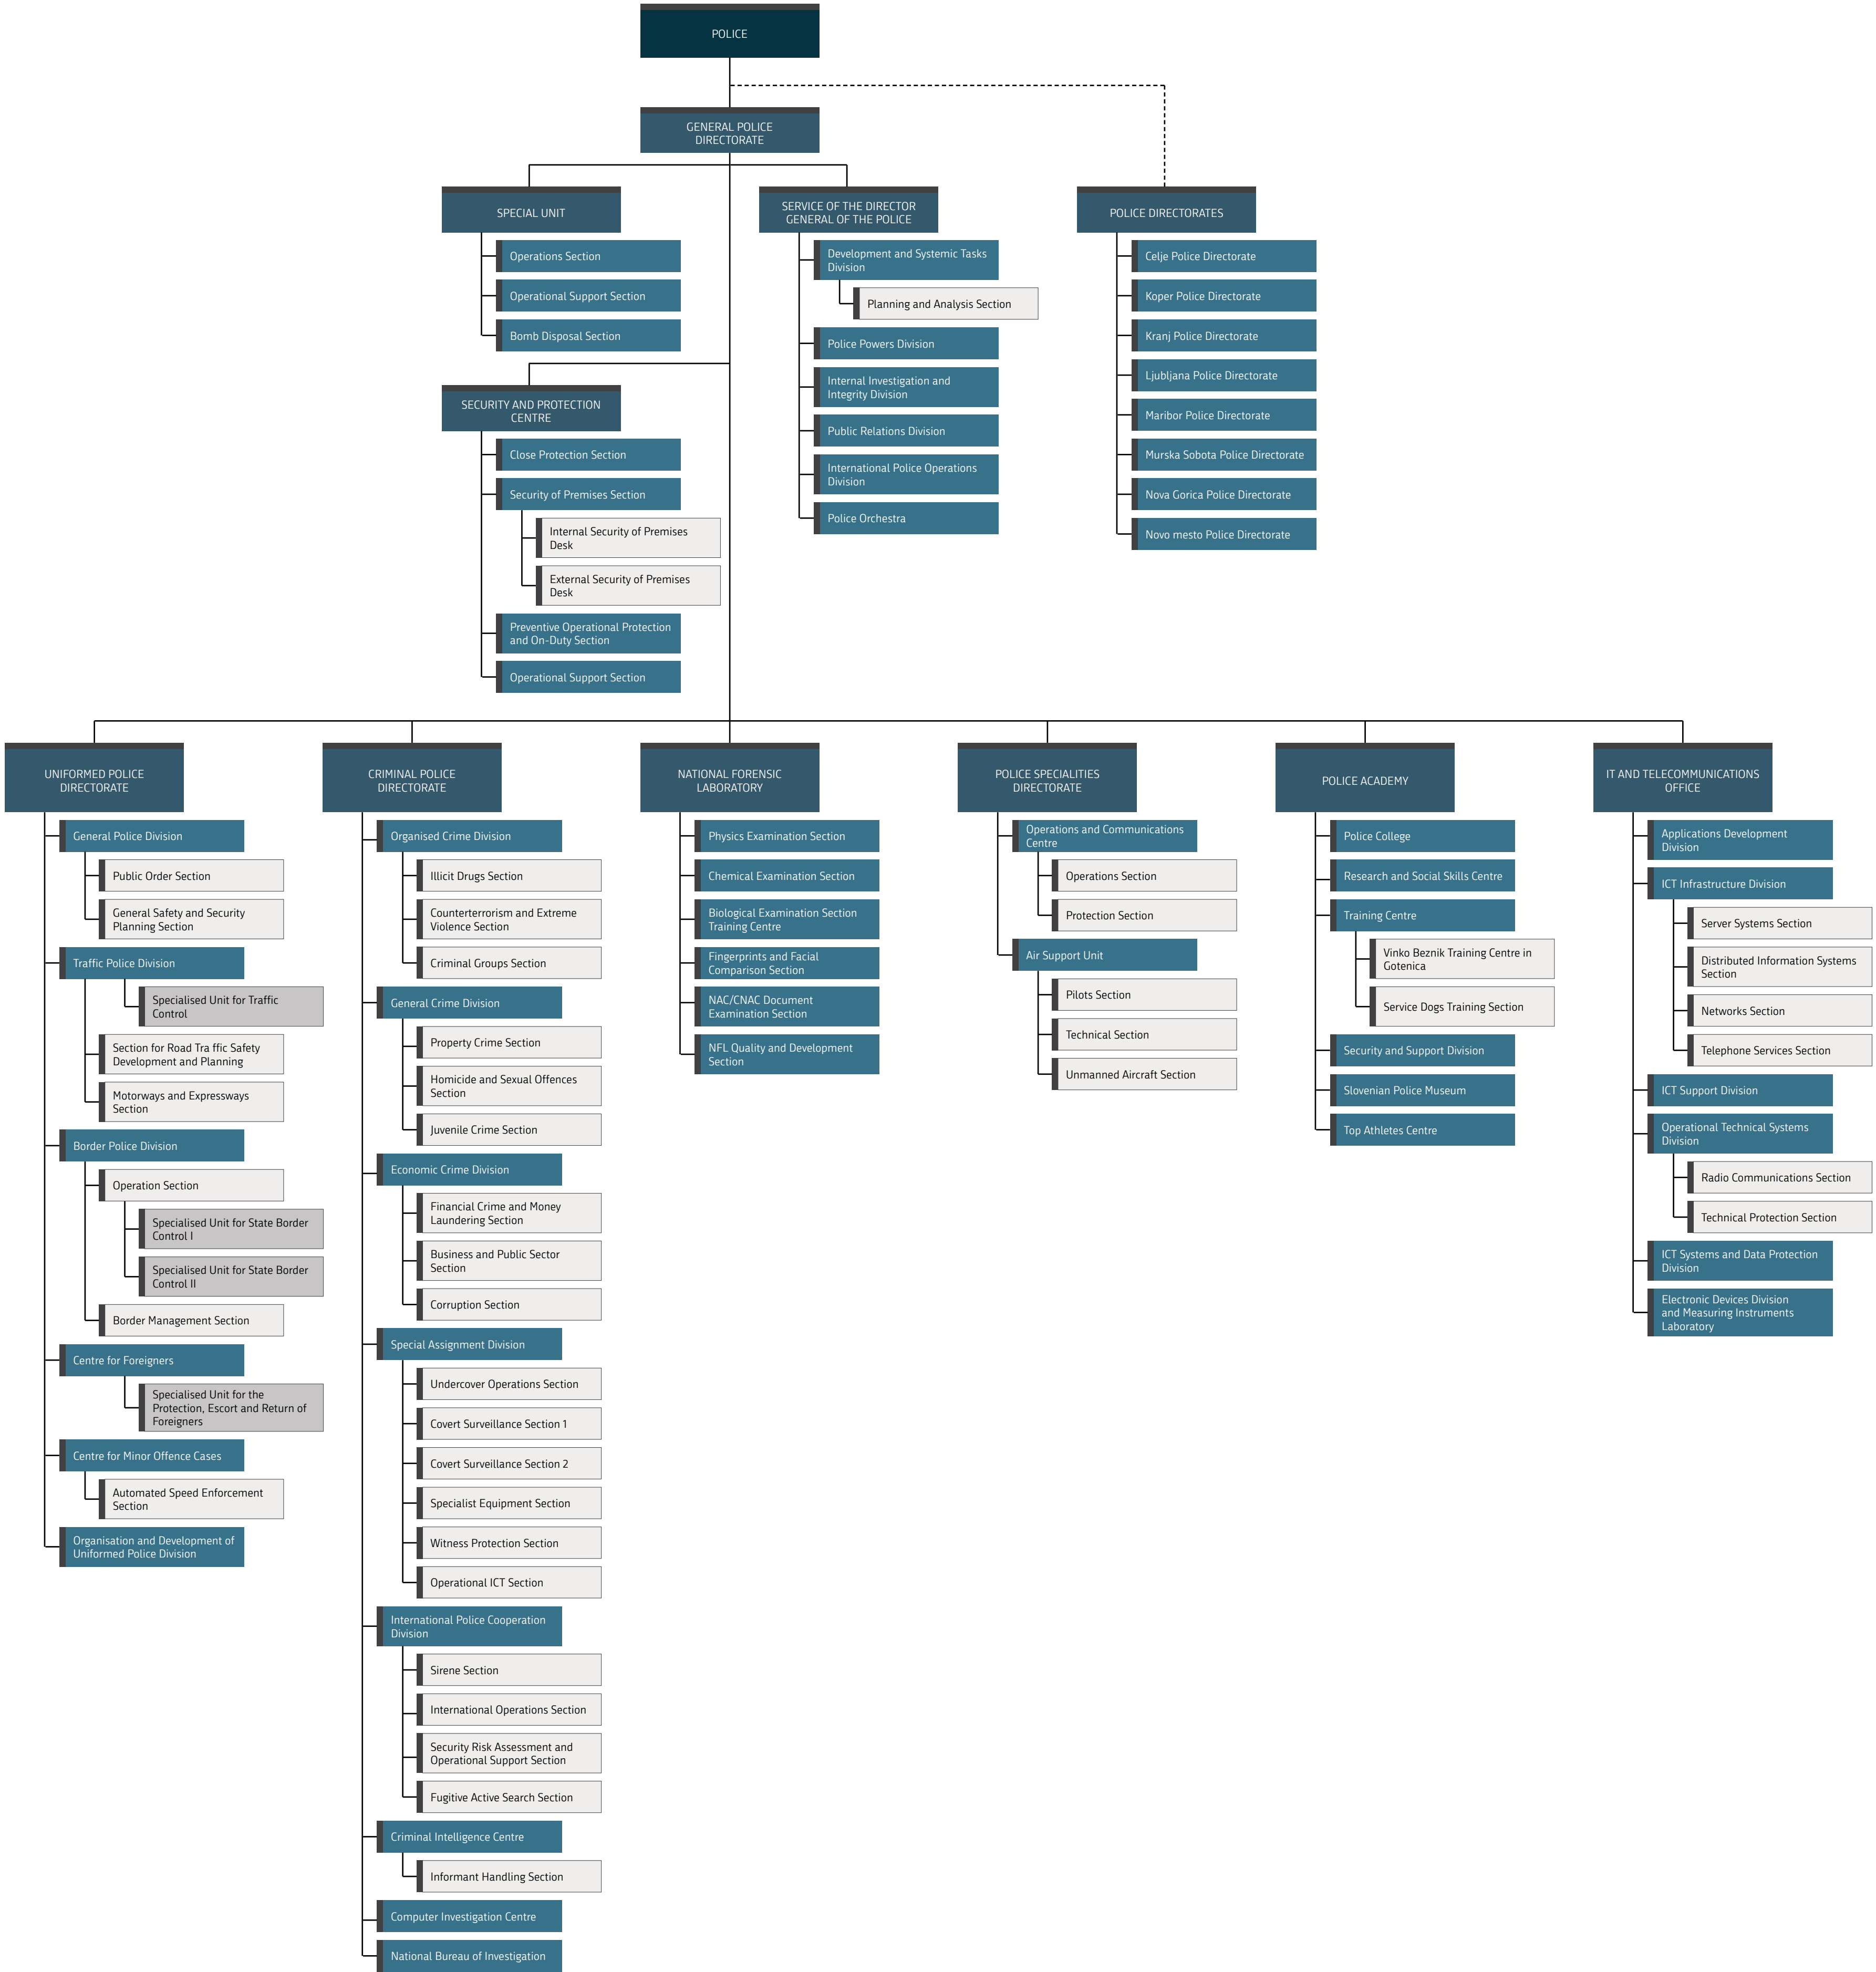 POLICE
GENERAL POLICE
DIRECTORATE
SPECIAL UNIT
Operations Section
Operational Support Section
Bomb Disposal Section
SERVICE OF THE DIRECTOR
GENERAL OF THE POLICE
Development and Systemic Tasks
Division
Planning and Analysis Section
Police Powers Division
Internal Investigation and
Integrity Division
Public Relations Division
International Police Operations
Division
Police Orchestra
POLICE DIRECTORATES
Celje Police Directorate
Koper Police Directorate
Kranj Police Directorate
Ljubljana Police Directorate
Maribor Police Directorate
Murska Sobota Police Directorate
Nova Gorica Police Directorate
Novo mesto Police Directorate
SECURITY AND PROTECTION
CENTRE
Close Protection Section
Security of Premises Section
Internal Security of Premises
Desk
External Security of Premises
Desk
Preventive Operational Protection
and On-Duty Section
Operational Support Section
UNIFORMED POLICE
DIRECTORATE
General Police Division
Public Order Section
General Safety and Security
Planning Section
Traffic Police Division
Specialised Unit for Traffic
Control
Section for Road Tra ffic Safety
Development and Planning
Motorways and Expressways
Section
Border Police Division
Operation Section
Specialised Unit for State Border
Control I
Specialised Unit for State Border
Control II
Border Management Section
Centre for Foreigners
Specialised Unit for the
Protection, Escort and Return of
Foreigners
Centre for Minor Offence Cases
Automated Speed Enforcement
Section
Organisation and Development of
Uniformed Police Division
CRIMINAL POLICE
DIRECTORATE
Organised Crime Division
Illicit Drugs Section
Counterterrorism and Extreme
Violence Section
Criminal Groups Section
General Crime Division
Property Crime Section
Homicide and Sexual Offences
Section
Juvenile Crime Section
Economic Crime Division
Financial Crime and Money
Laundering Section
Business and Public Sector
Section
Corruption Section
Special Assignment Division
Undercover Operations Section
Covert Surveillance Section 1
Covert Surveillance Section 2
Specialist Equipment Section
Witness Protection Section
Operational ICT Section
International Police Cooperation
Division
Sirene Section
International Operations Section
Security Risk Assessment and
Operational Support Section
Fugitive Active Search Section
Criminal Intelligence Centre
Informant Handling Section
Computer Investigation Centre
National Bureau of Investigation
NATIONAL FORENSIC
LABORATORY
Physics Examination Section
Chemical Examination Section
Biological Examination Section
Training Centre
Fingerprints and Facial
Comparison Section
NAC/CNAC Document
Examination Section
NFL Quality and Development
Section
POLICE SPECIALITIES
DIRECTORATE
Operations and Communications
Centre
Operations Section
Protection Section
Air Support Unit
Pilots Section
Technical Section
Unmanned Aircraft Section
POLICE ACADEMY
Police College
Research and Social Skills Centre
Training Centre
Vinko Beznik Training Centre in
Gotenica
Service Dogs Training Section
Security and Support Division
Slovenian Police Museum
Top Athletes Centre
IT AND TELECOMMUNICATIONS
OFFICE
Applications Development
Division
ICT Infrastructure Division
Server Systems Section
Distributed Information Systems
Section
Networks Section
Telephone Services Section
ICT Support Division
Operational Technical Systems
Division
Radio Communications Section
Technical Protection Section
ICT Systems and Data Protection
Division
Electronic Devices Division
and Measuring Instruments
Laboratory